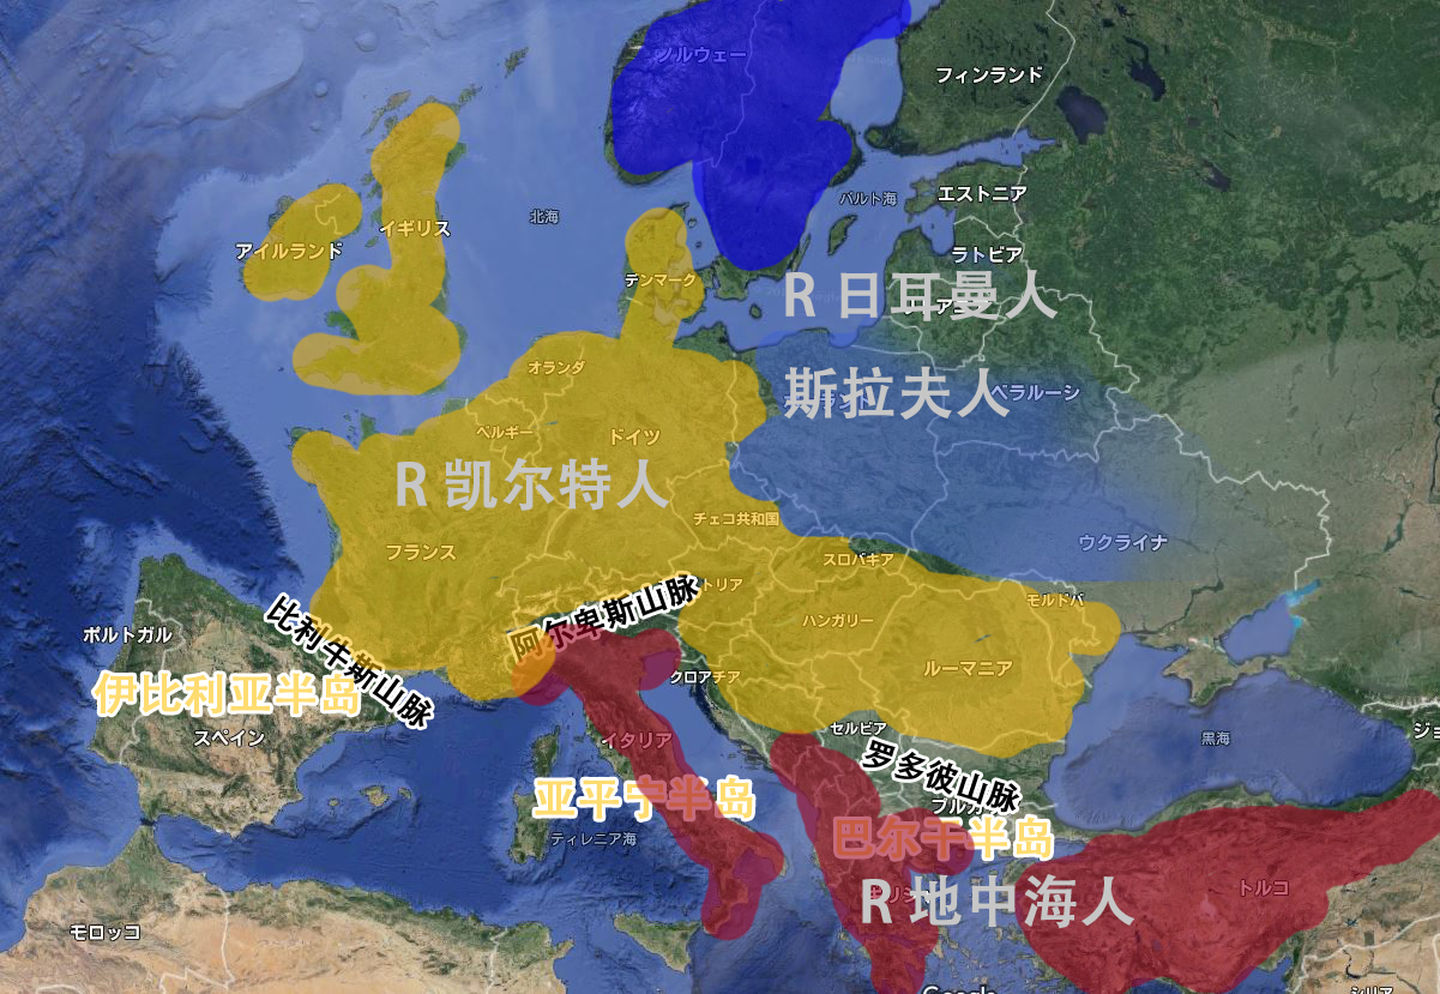 ノルウェー
フィンランド
エストニア
バルト海
北海
イギリス
アイルランド
ラトビア
デンマーク
R 日耳曼人
オランダ
斯拉夫人
ベラルーシ
ベルギー
ドイツ
R 凯尔特人
チェコ共和国
フランス
ウクライナ
スロバキア
トリア
阿尔卑斯山脉
モルドバ
ハンガリー
ポルトガル
比利牛斯山脉
ルーマニア
クロアチア
伊比利亚半岛
スペイン
イタリア
セルビア
黒海
ジョ
罗多彼山脉
亚平宁半岛
ブルガ
ティレニア海
巴尔干半岛
R 地中海人
トルコ
モロッコ
シリア
Google